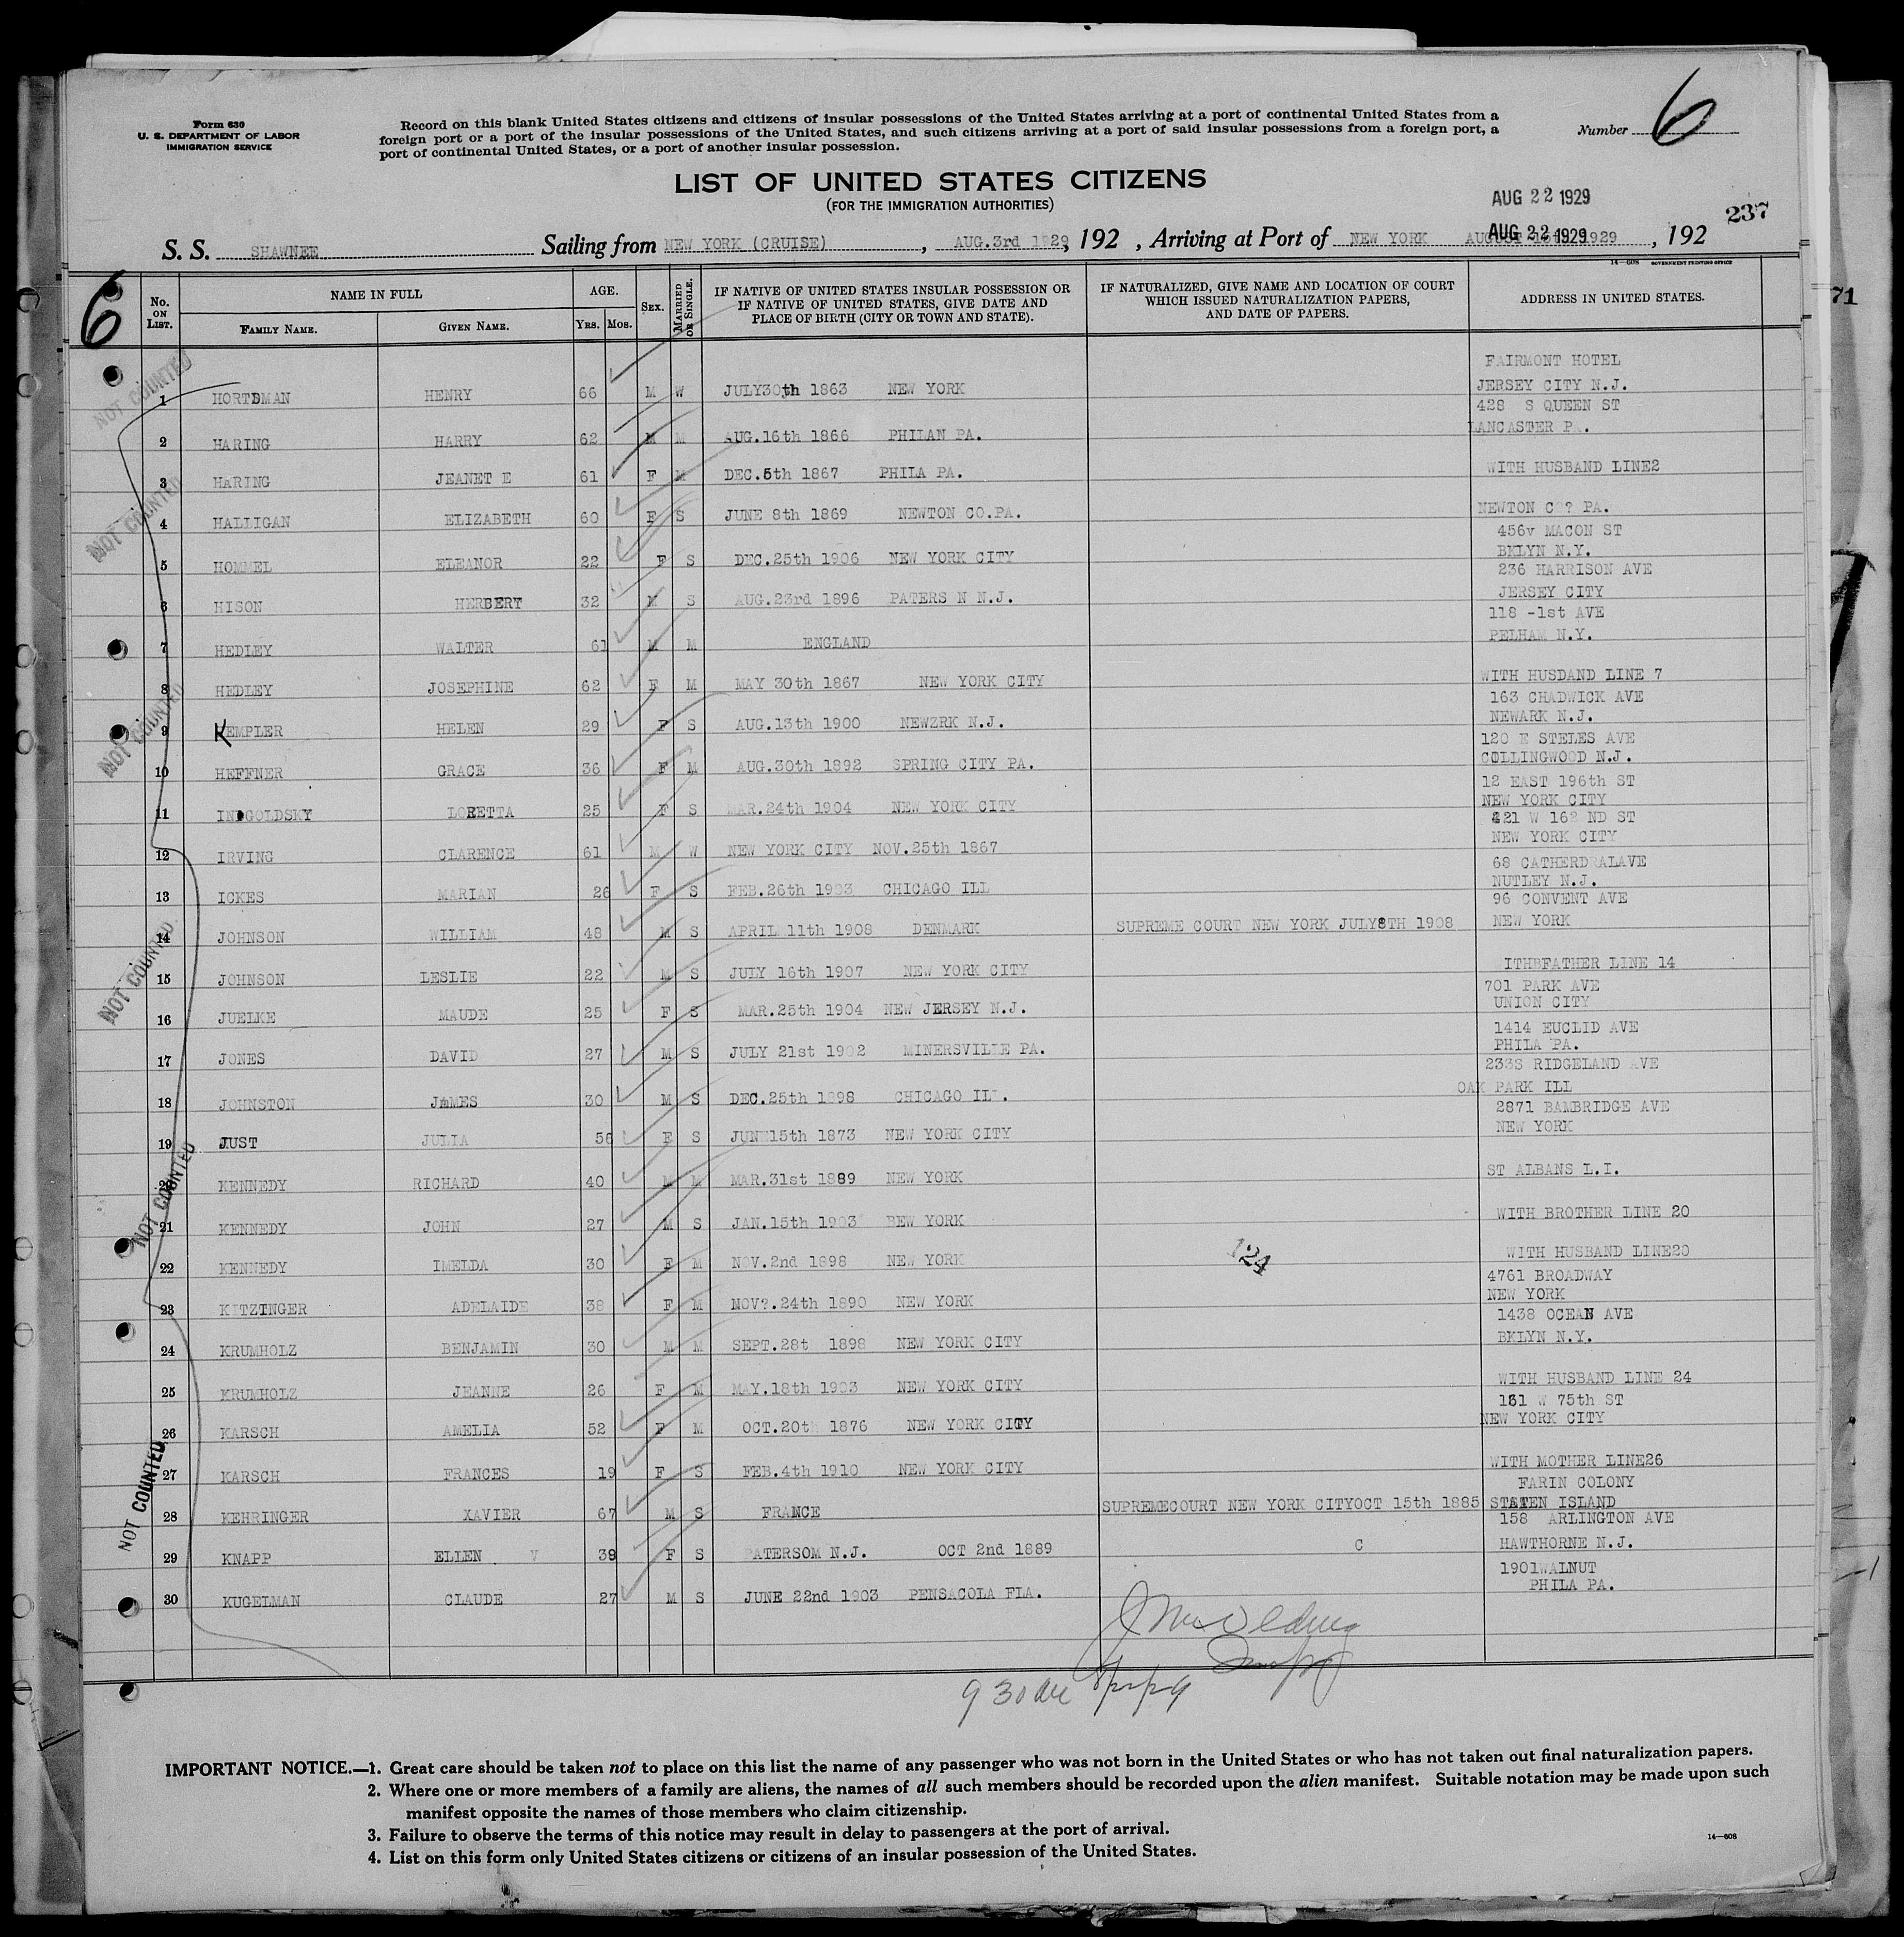 Form 630
U. S. DEPARTMENT OF LABOR
IMMIGRATION SERVICE
Record on this blank United States citizens and citizens of insular possessions of the United States arriving at a port of continental United States from a
foreign port or a port of the insular possessions of the United States, and such citizens arriving at a port of said insular possessions from a foreign port, a
port of continental United States, or a port of another insular possession.
Number 6
LIST OF UNITED STATES CITIZENS
(FOR THE IMMIGRATION AUTHORITIES)
AUG 22 1929
237
S. S. SHAWNEE Sailing from NEW YORK (CRUISE), AUG.3rd 1929, 192 , Arriving at Port of NEW YORK AUG 22 1929 1929, 192
14—608 GOVERNMENT PRINTING OFFICE
6
71
No. ON LIST. NAME IN FULL AGE. SEX. MARRIED OR SINGLE. IF NATIVE OF UNITED STATES INSULAR POSSESSION OR IF NATIVE OF UNITED STATES, GIVE DATE AND PLACE OF BIRTH (CITY OR TOWN AND STATE). IF NATURALIZED, GIVE NAME AND LOCATION OF COURT WHICH ISSUED NATURALIZATION PAPERS, AND DATE OF PAPERS. ADDRESS IN UNITED STATES.
FAMILY NAME. GIVEN NAME. YRS. MOS.
FAIRMONT HOTEL
1 HORTDMAN HENRY 66 M W JULY30th 1863 NEW YORK JERSEY CITY N.J.
428 S QUEEN ST
2 HARING HARRY 62 M M AUG.16th 1866 PHILAN PA. LANCASTER P .
3 HARING JEANET E 61 F M DEC.5th 1867 PHILA PA. WITH HUSBAND LINE2
4 HALLIGAN ELIZABETH 60 F S JUNE 8th 1869 NEWTON CO.PA. NEWTON C ? PA.
456v MACON ST
5 HOMMEL ELEANOR 22 F S DEC.25th 1906 NEW YORK CITY BKLYN N.Y.
236 HARRISON AVE
6 HISON HERBERT 32 M S AUG.23rd 1896 PATERS N N.J. JERSEY CITY
118 -1st AVE
7 HEDLEY WALTER 61 M M ENGLAND PELHAM N.Y.
8 HEDLEY JOSEPHINE 62 F M MAY 30th 1867 NEW YORK CITY WITH HUSDAND LINE 7
163 CHADWICK AVE
9 KEMPLER HELEN 29 F S AUG.13th 1900 NEWZRK N.J. NEWARK N.J.
120 E STELES AVE
10 HEFFNER GRACE 36 F M AUG.30th 1892 SPRING CITY PA. COLLINGWOOD N.J.
12 EAST 196th ST
11 INDGOLDSKY LORETTA 25 F S MAR.24th 1904 NEW YORK CITY NEW YORK CITY
421 W 162 ND ST
12 IRVING CLARENCE 61 M W NEW YORK CITY NOV.25th 1867 NEW YORK CITY
68 CATHERDRALAVE
13 ICKES MARIAN 26 F S FEB.26th 1903 CHICAGO ILL NUTLEY N.J.
96 CONVENT AVE
14 JOHNSON WILLIAM 48 M S APRIL 11th 1908 DENMARK SUPREME COURT NEW YORK JULY8TH 1908 NEW YORK
15 JOHNSON LESLIE 22 M S JULY 16th 1907 NEW YORK CITY ITHBFATHER LINE 14
701 PARK AVE
16 JUELKE MAUDE 25 F S MAR.25th 1904 NEW JERSEY N.J. UNION CITY
1414 EUCLID AVE
17 JONES DAVID 27 M S JULY 21st 1902 MINERSVILLE PA. PHILA PA.
233S RIDGELAND AVE
18 JOHNSTON JAMES 30 M S DEC.25th 1898 CHICAGO ILL. OAK PARK ILL
2871 BAMBRIDGE AVE
19 JUST JULIA 56 F S JUNE15th 1873 NEW YORK CITY NEW YORK
20 KENNEDY RICHARD 40 M M MAR.31st 1889 NEW YORK ST ALBANS L.I.
21 KENNEDY JOHN 27 M S JAN.15th 1903 BEW YORK WITH BROTHER LINE 20
124
22 KENNEDY IMELDA 30 F M NOV.2nd 1898 NEW YORK WITH HUSBAND LINE20
4761 BROADWAY
23 KITZINGER ADELAIDE 38 F M NOV?.24th 1890 NEW YORK NEW YORK
1438 OCEAN AVE
24 KRUMHOLZ BENJAMIN 30 M M SEPT.28t 1898 NEW YORK CITY BKLYN N.Y.
25 KRUMHOLZ JEANNE 26 F M MAY.18th 1903 NEW YORK CITY WITH HUSBAND LINE 24
131 W 75th ST
26 KARSCH AMELIA 52 F M OCT.20th 1876 NEW YORK CITY NEW YORK CITY
27 KARSCH FRANCES 19 F S FEB.4th 1910 NEW YORK CITY WITH MOTHER LINE26
FARIN COLONY
28 KEHRINGER XAVIER 67 M S FRANCE SUPREMECOURT NEW YORK CITYOCT 15th 1885 STATEN ISLAND
158 ARLINGTON AVE
29 KNAPP ELLEN V 39 F S PATERSOM N.J. OCT 2nd 1889 C HAWTHORNE N.J.
1901WALNUT
30 KUGELMAN CLAUDE 27 M S JUNE 22nd 1903 PENSACOLA FLA. PHILA PA.
NOT COUNTED
NOT COUNTED
NOT COUNTED
NOT COUNTED
NOT COUNTED
NOT COUNTED
IMPORTANT NOTICE.—1. Great care should be taken not to place on this list the name of any passenger who was not born in the United States or who has not taken out final naturalization papers.
2. Where one or more members of a family are aliens, the names of all such members should be recorded upon the alien manifest. Suitable notation may be made upon such
manifest opposite the names of those members who claim citizenship.
3. Failure to observe the terms of this notice may result in delay to passengers at the port of arrival.
4. List on this form only United States citizens or citizens of an insular possession of the United States.
14—608